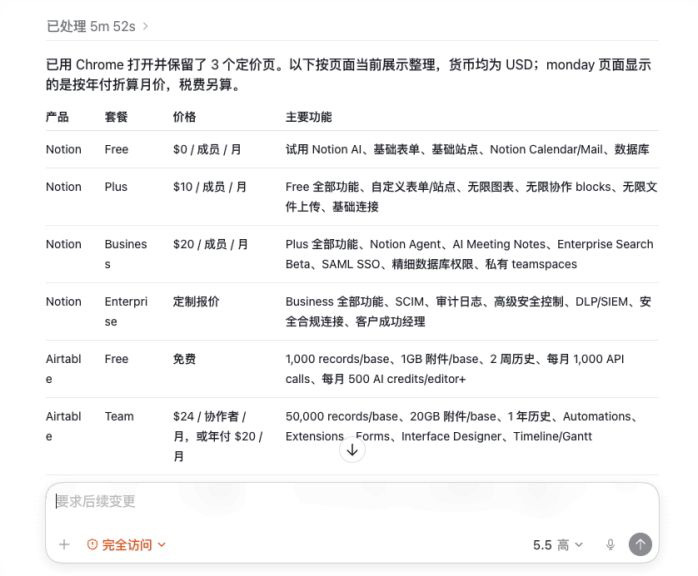 已处理 5m 52s
已用 Chrome 打开并保留了 3 个定价页。以下按页面当前展示整理，货币均为 USD；monday 页面显示
的是按年付折算月价，税费另算。
产品 套餐 价格 主要功能
Notion Free $0 / 成员 / 月 试用 Notion AI、基础表单、基础站点、Notion Calendar/Mail、数据库
Notion Plus $10 / 成员 / 月 Free 全部功能、自定义表单/站点、无限图表、无限协作 blocks、无限文
件上传、基础连接
Notion Busines $20 / 成员 / 月 Plus 全部功能、Notion Agent、AI Meeting Notes、Enterprise Search
s Beta、SAML SSO、精细数据库权限、私有 teamspaces
Notion Enterpri 定制报价 Business 全部功能、SCIM、审计日志、高级安全控制、DLP/SIEM、安
se 全合规连接、客户成功经理
Airtabl Free 免费 1,000 records/base、1GB 附件/base、2 周历史、每月 1,000 API
e calls、每月 500 AI credits/editor+
Airtabl Team $24 / 协作者 / 50,000 records/base、20GB 附件/base、1 年历史、Automations、
e 月，或年付 $20 / Extensions、Forms、Interface Designer、Timeline/Gantt
月
要求后续变更
完全访问 5.5 高